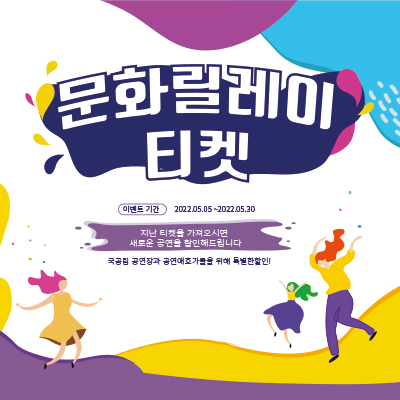 문화릴레이
티켓
이벤트 기간 2022.05.05 ~2022.05.30
지난 티켓을 가져오시면
새로운 공연을 할인해드립니다
국공립 공연장과 공연애호가들을 위해 특별한할인!